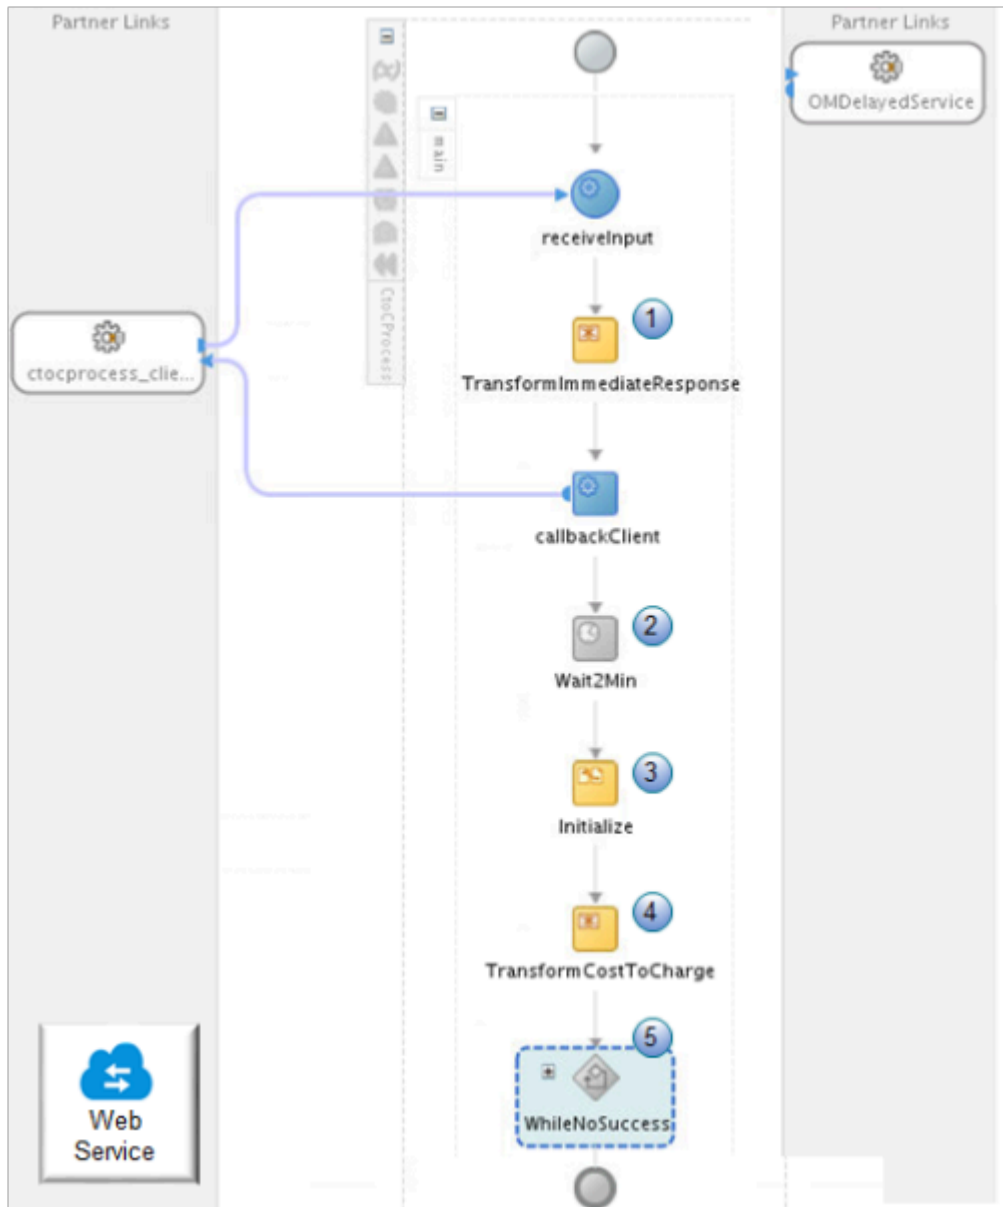 Partner Links
Partner Links
OMDelayedService
main
receiveInput
CtoCProcess
1
ctocprocess_clie...
TransformImmediateResponse
callbackClient
2
Wait2Min
3
Initialize
4
TransformCostToCharge
5
WhileNoSuccess
Web
Service